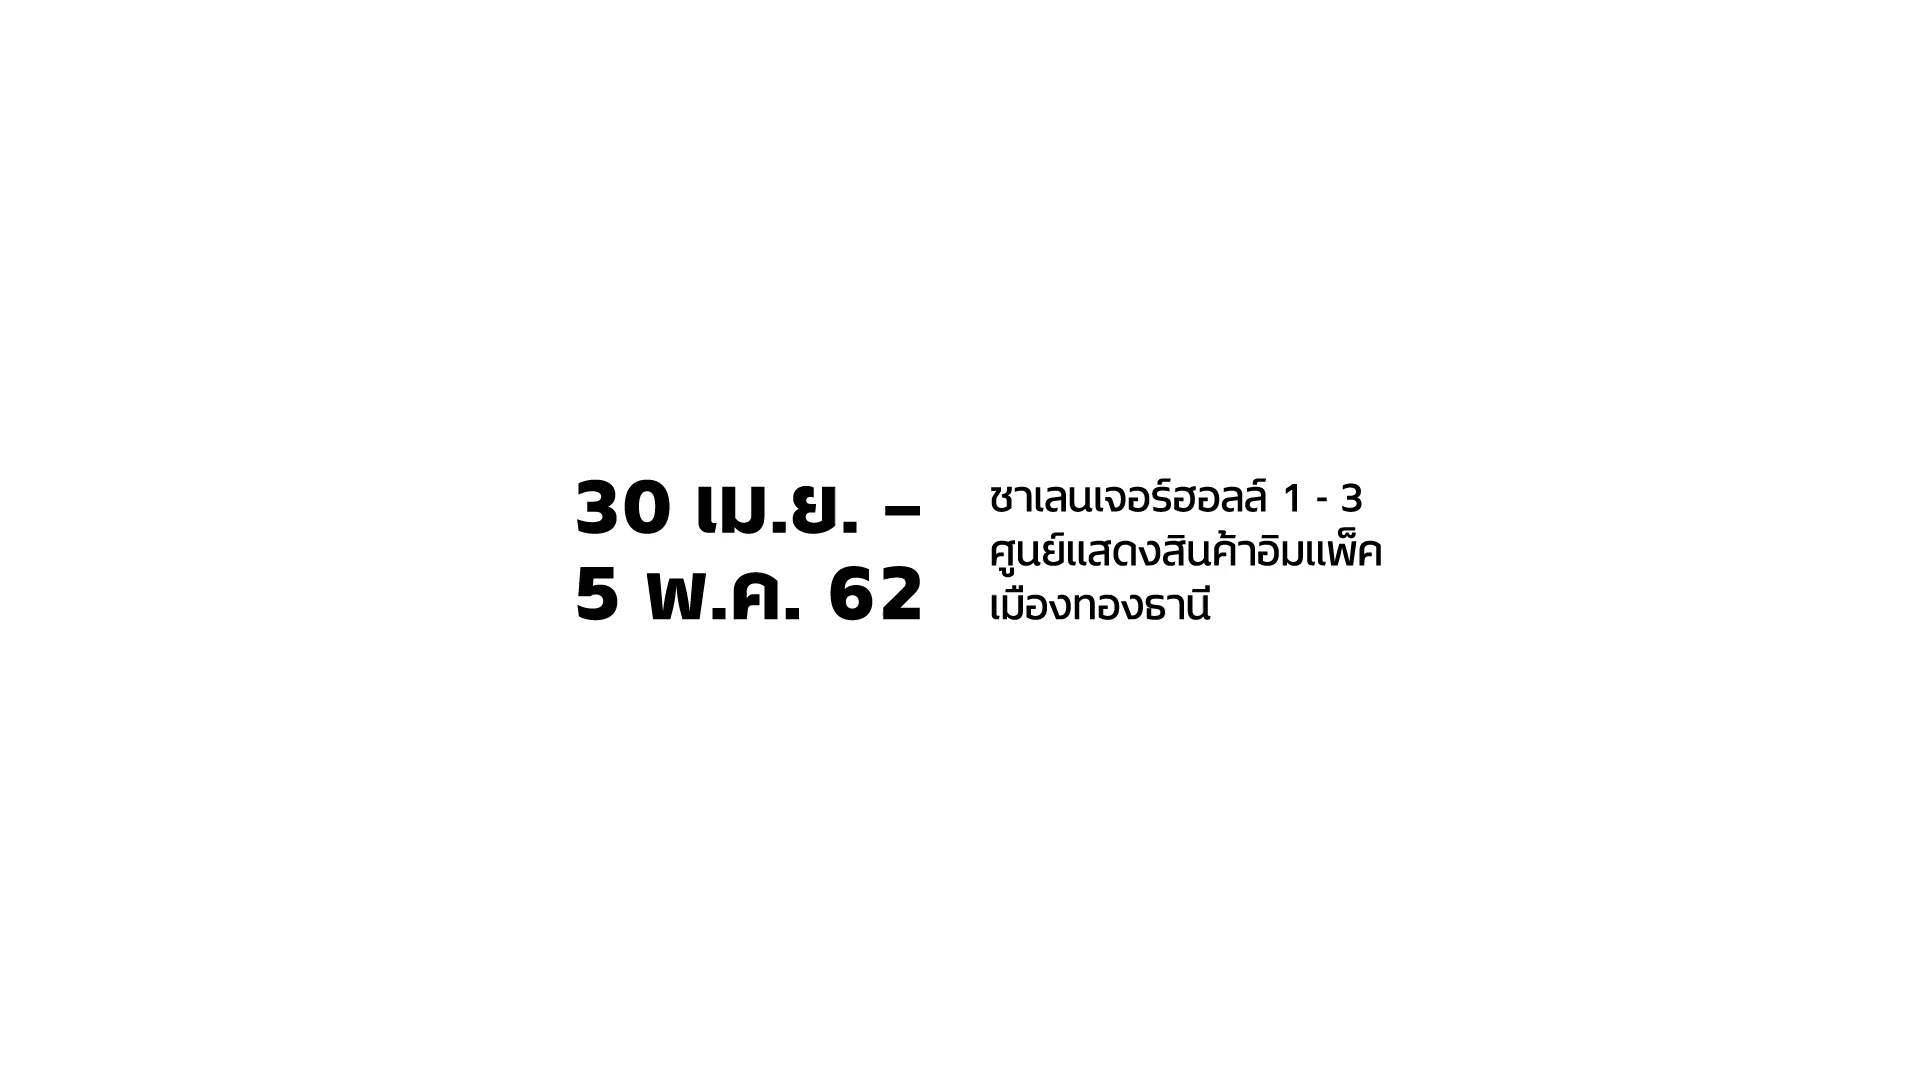 30 เม.ย. –
5 พ.ค. 62
ชาเลนเจอร์ฮอลล์ 1 - 3
ศูนย์แสดงสินค้าอิมแพ็ค
เมืองทองธานี